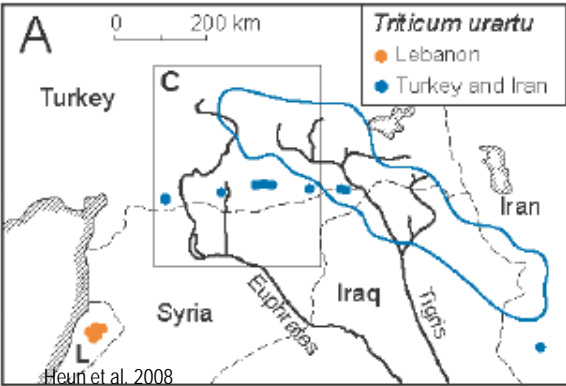 A
0 200 km
Triticum urartu
Lebanon
Turkey and Iran
Turkey
C
Iran
Syria
Euphrates
Iraq
Tigris
L
Heun et al. 2008